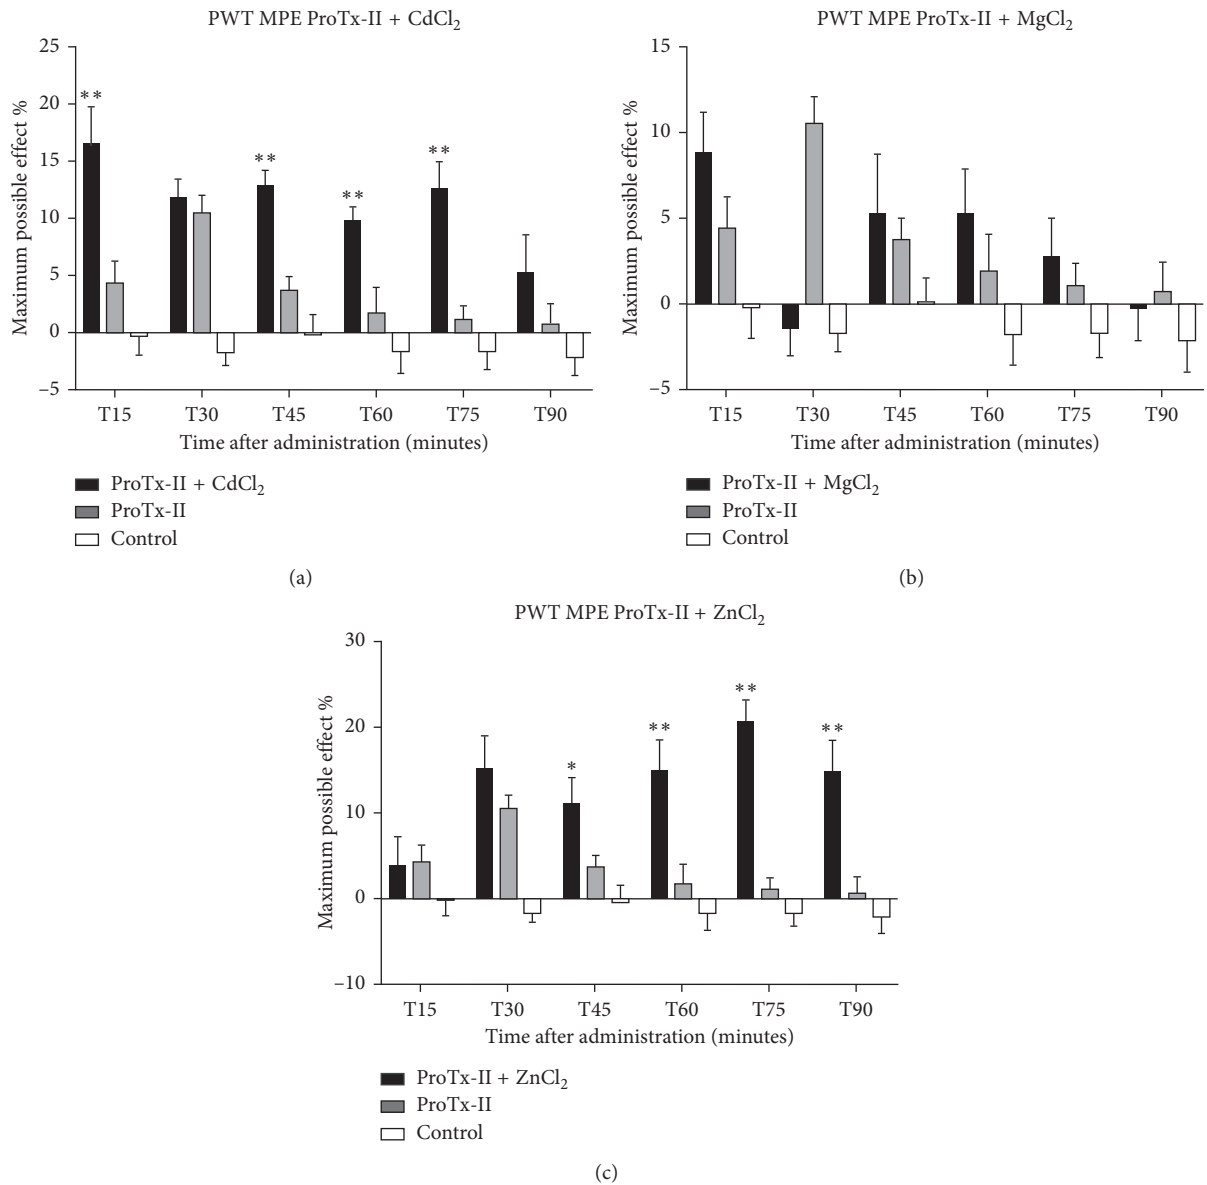 PWT MPE ProTx-II + CdCl₂
Maximum possible effect %
25
20
15
10
5
0
−5
**
**
**
**
T15 T30 T45 T60 T75 T90
Time after administration (minutes)
ProTx-II + CdCl₂
ProTx-II
Control
(a)
PWT MPE ProTx-II + MgCl₂
Maximum possible effect %
15
10
5
0
−5
T15 T30 T45 T60 T75 T90
Time after administration (minutes)
ProTx-II + MgCl₂
ProTx-II
Control
(b)
PWT MPE ProTx-II + ZnCl₂
Maximum possible effect %
30
20
10
0
−10
*
**
**
**
T15 T30 T45 T60 T75 T90
Time after administration (minutes)
ProTx-II + ZnCl₂
ProTx-II
Control
(c)